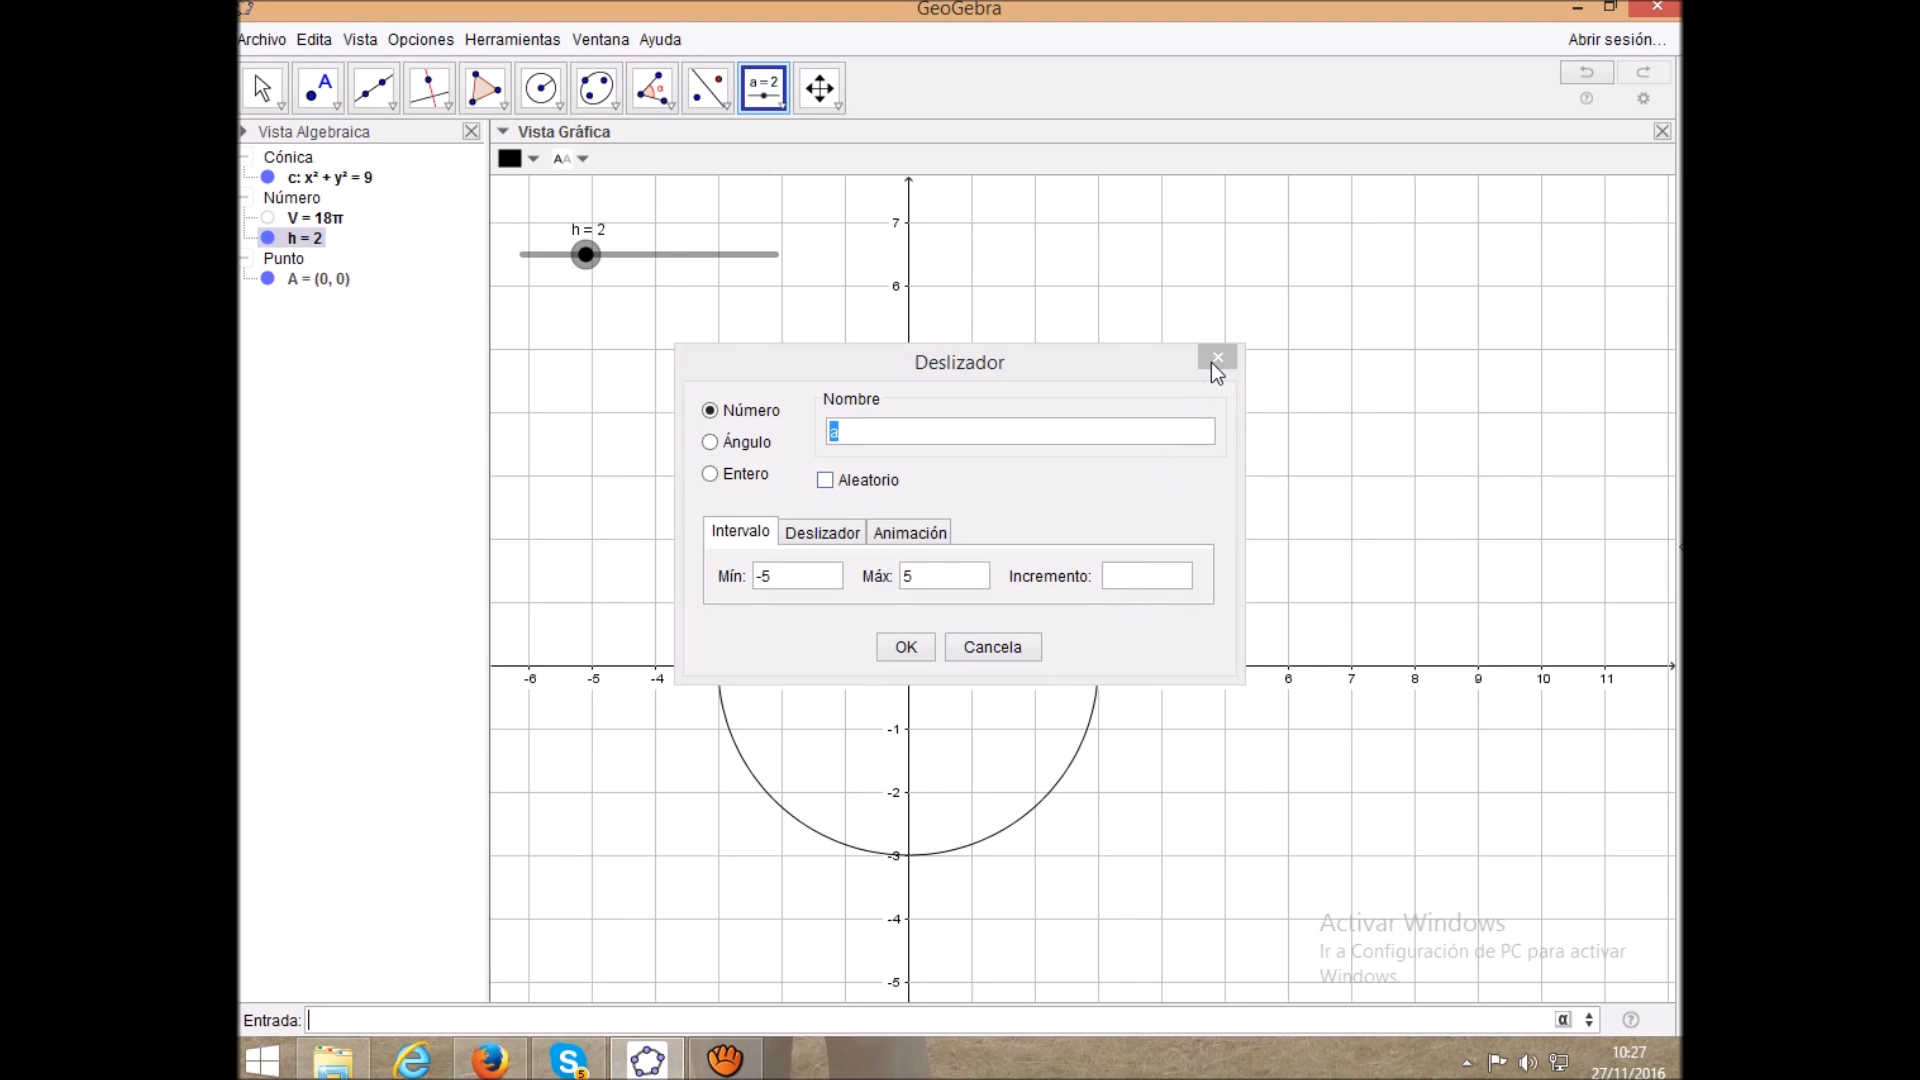 GeoGebra
Archivo Edita Vista Opciones Herramientas Ventana Ayuda
Abrir sesión...
A
α
a = 2
Vista Algebraica
Vista Gráfica
AA
Cónica
c: x² + y² = 9
Número
V = 18π
h = 2
Punto
A = (0, 0)
h = 2
7
6
Deslizador
Número
Ángulo
Entero
Nombre
a
Aleatorio
Intervalo Deslizador Animación
Mín: -5 Máx: 5 Incremento:
OK Cancela
-6 -5 -4 6 7 8 9 10 11
-1
-2
-3
-4
-5
Activar Windows
Ir a Configuración de PC para activar
Windows.
Entrada:
α
S
5
10:27
27/11/2016